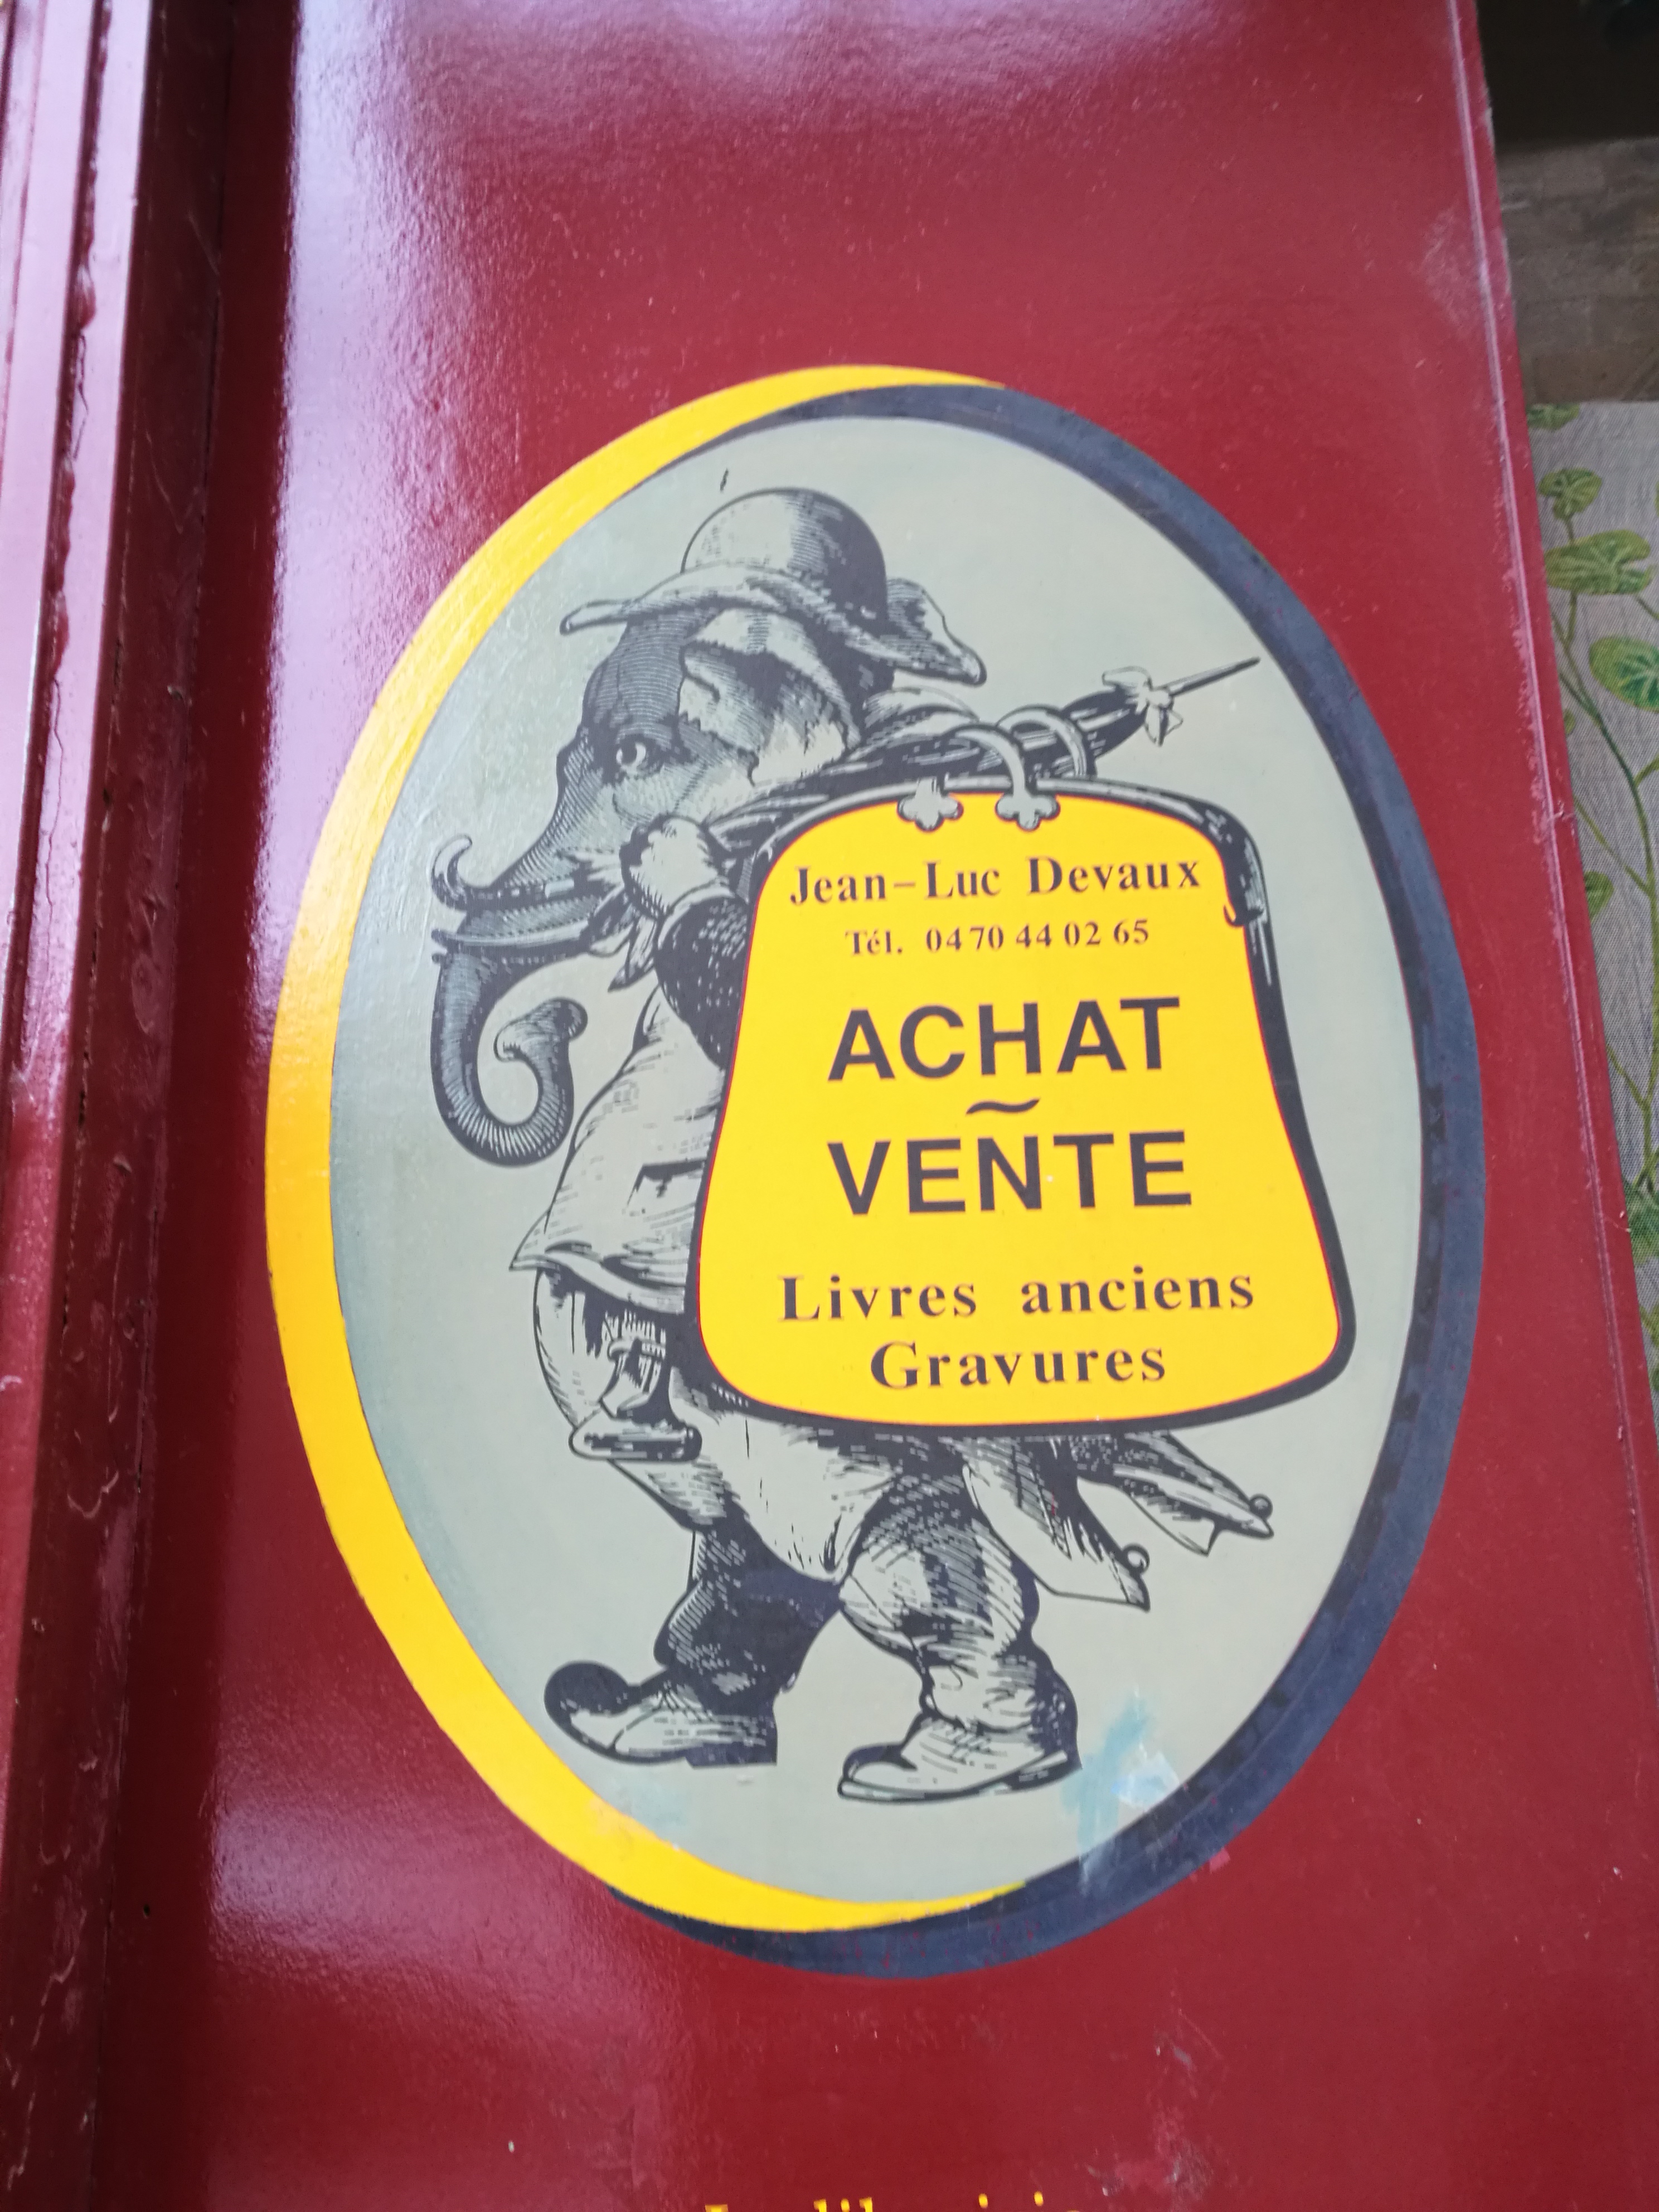 Jean-Luc Devaux
Tél. 04 70 44 02 65
ACHAT
~
VENTE
Livres anciens
Gravures